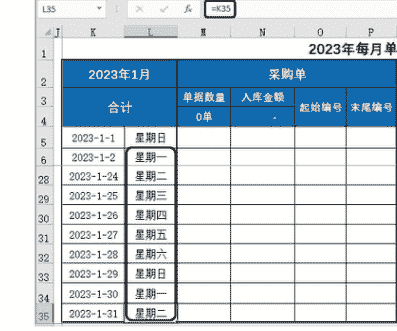 L35 fx =K35
J K L M N O P
1 2023年每月单
2 2023年1月 采购单
3 合计 单据数量 入库金额 起始编号 末尾编号
4 0单 -
5 2023-1-1 星期日
6 2023-1-2 星期一
28 2023-1-24 星期二
29 2023-1-25 星期三
30 2023-1-26 星期四
31 2023-1-27 星期五
32 2023-1-28 星期六
33 2023-1-29 星期日
34 2023-1-30 星期一
35 2023-1-31 星期二